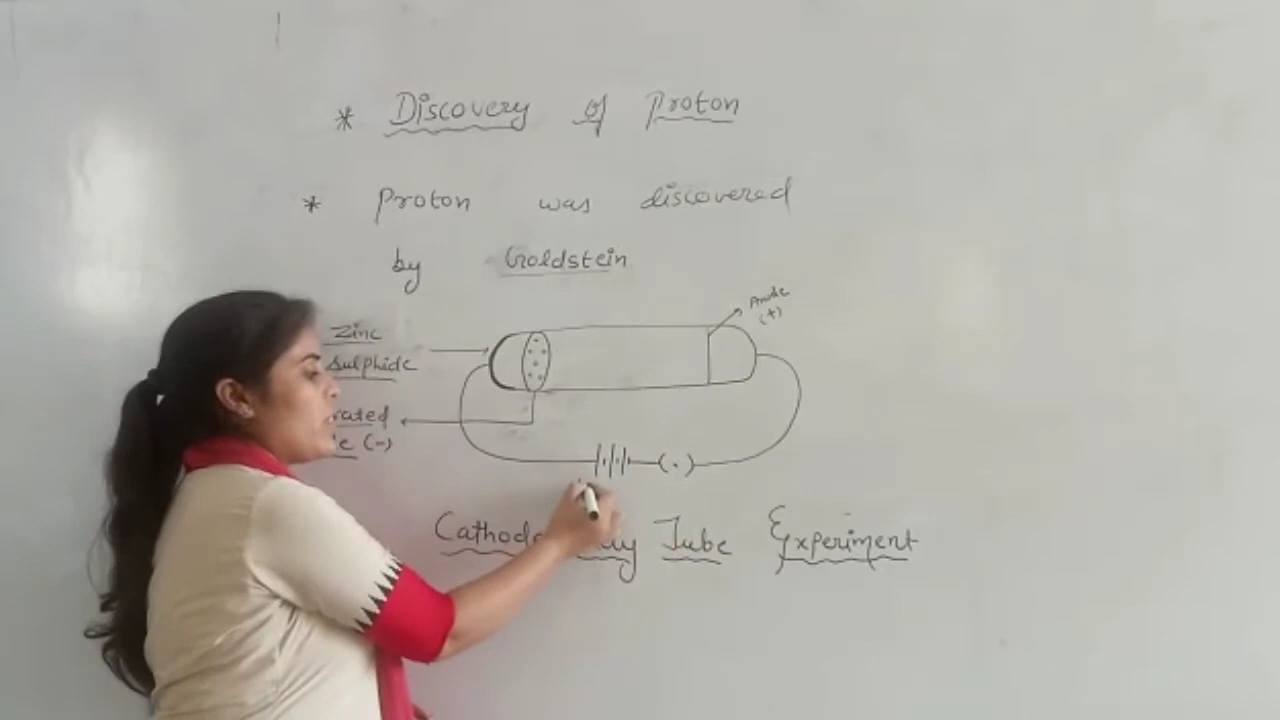 * Discovery of Proton
* Proton was discovered
by Goldstein
Anode
(+)
Zinc
Sulphide
rated
e (-)
Cathode Ray Tube Experiment